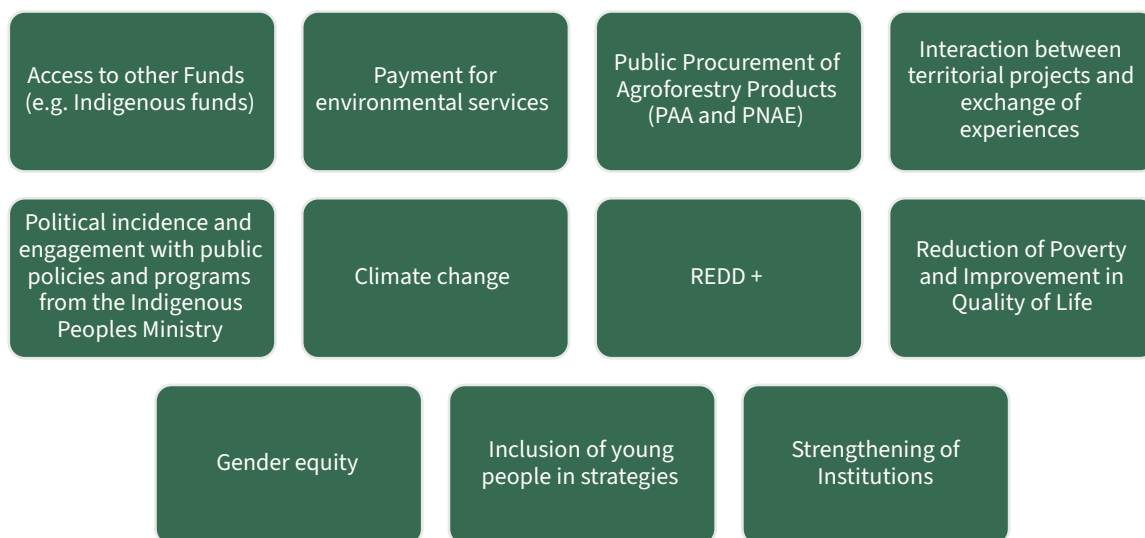 Access to other Funds
(e.g. Indigenous funds)
Payment for
environmental services
Public Procurement of
Agroforestry Products
(PAA and PNAE)
Interaction between
territorial projects and
exchange of
experiences
Political incidence and
engagement with public
policies and programs
from the Indigenous
Peoples Ministry
Climate change
REDD +
Reduction of Poverty
and Improvement in
Quality of Life
Gender equity
Inclusion of young
people in strategies
Strengthening of
Institutions